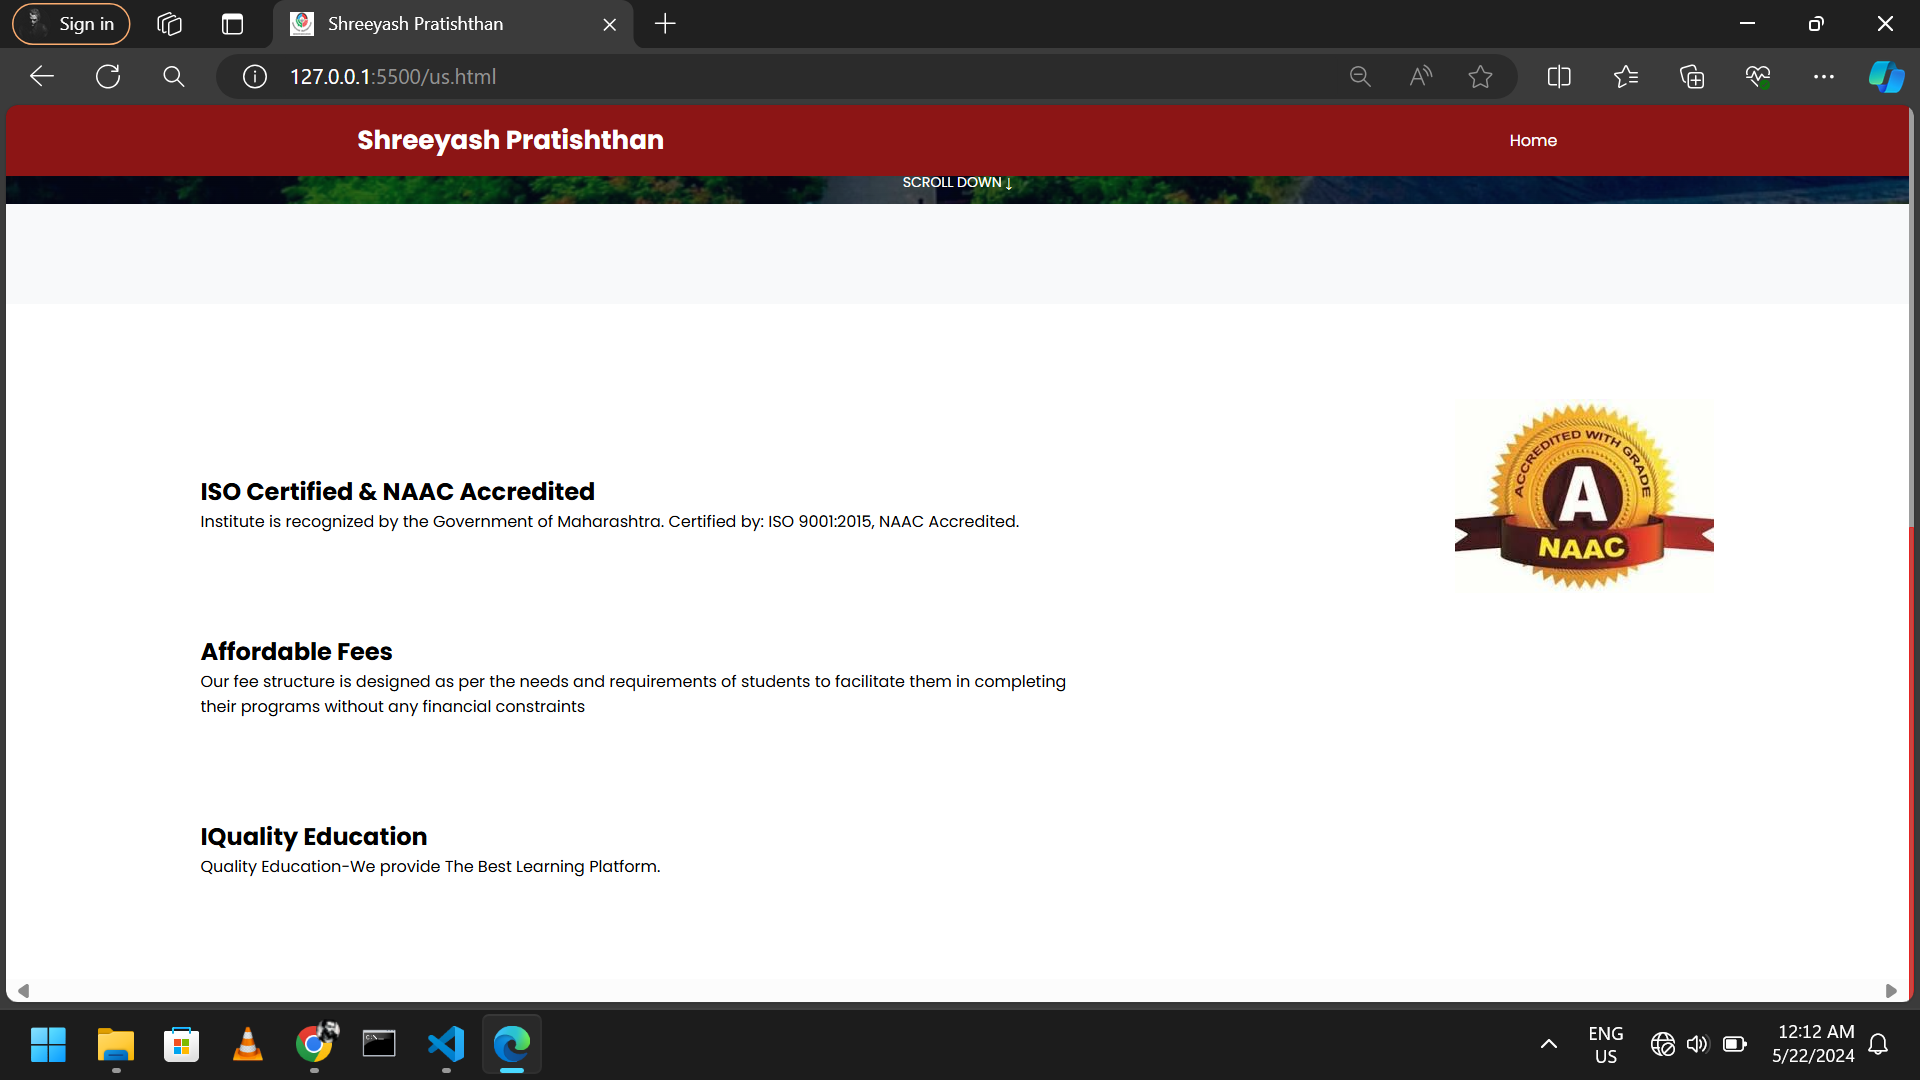 Sign in
Shreeyash Pratishthan
127.0.0.1:5500/us.html
Shreeyash Pratishthan
Home
SCROLL DOWN ↓
ACCREDITED WITH GRADE
A
NAAC
ISO Certified & NAAC Accredited
Institute is recognized by the Government of Maharashtra. Certified by: ISO 9001:2015, NAAC Accredited.
Affordable Fees
Our fee structure is designed as per the needs and requirements of students to facilitate them in completing
their programs without any financial constraints
IQuality Education
Quality Education-We provide The Best Learning Platform.
ENG
US
12:12 AM
5/22/2024